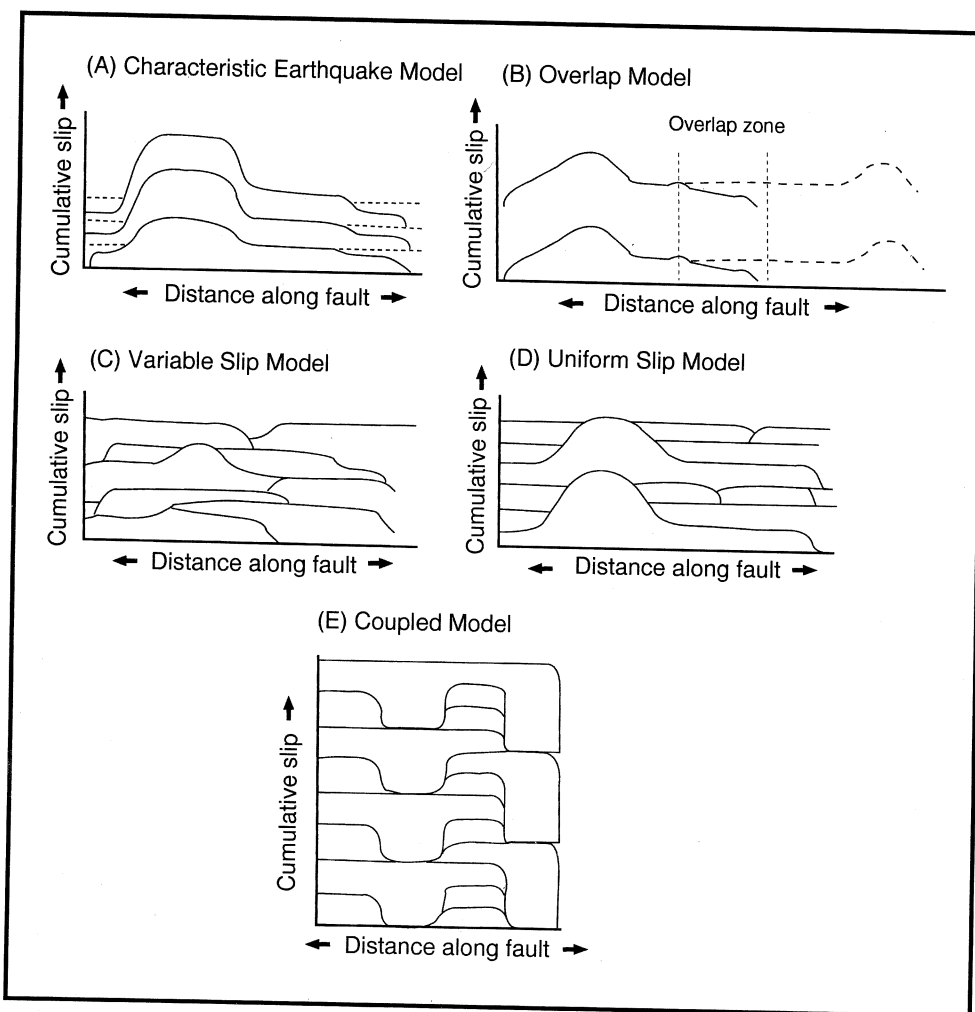 (A) Characteristic Earthquake Model
Cumulative slip
Distance along fault
(B) Overlap Model
Overlap zone
Cumulative slip
Distance along fault
(C) Variable Slip Model
Cumulative slip
Distance along fault
(D) Uniform Slip Model
Cumulative slip
Distance along fault
(E) Coupled Model
Cumulative slip
Distance along fault